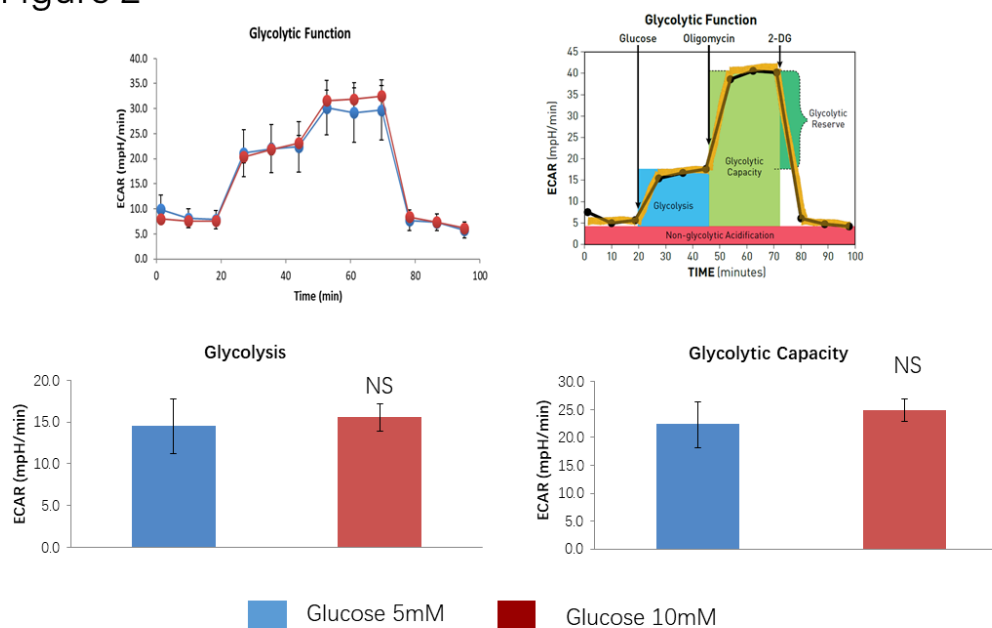 Figure 2
Glycolytic Function
ECAR (mpH/min)
40.0
35.0
30.0
25.0
20.0
15.0
10.0
5.0
0.0
0 20 40 60 80 100
Time (min)
Glycolytic Function
Glucose Oligomycin 2-DG
ECAR (mpH/min)
45
40
35
30
25
20
15
10
5
0
Glycolytic
Reserve
Glycolytic
Capacity
Glycolysis
Non-glycolytic Acidification
0 10 20 30 40 50 60 70 80 90 100
TIME (minutes)
Glycolysis
ECAR (mpH/min)
20.0
15.0
10.0
5.0
0.0
NS
Glycolytic Capacity
ECAR (mpH/min)
30.0
25.0
20.0
15.0
10.0
5.0
0.0
NS
Glucose 5mM
Glucose 10mM